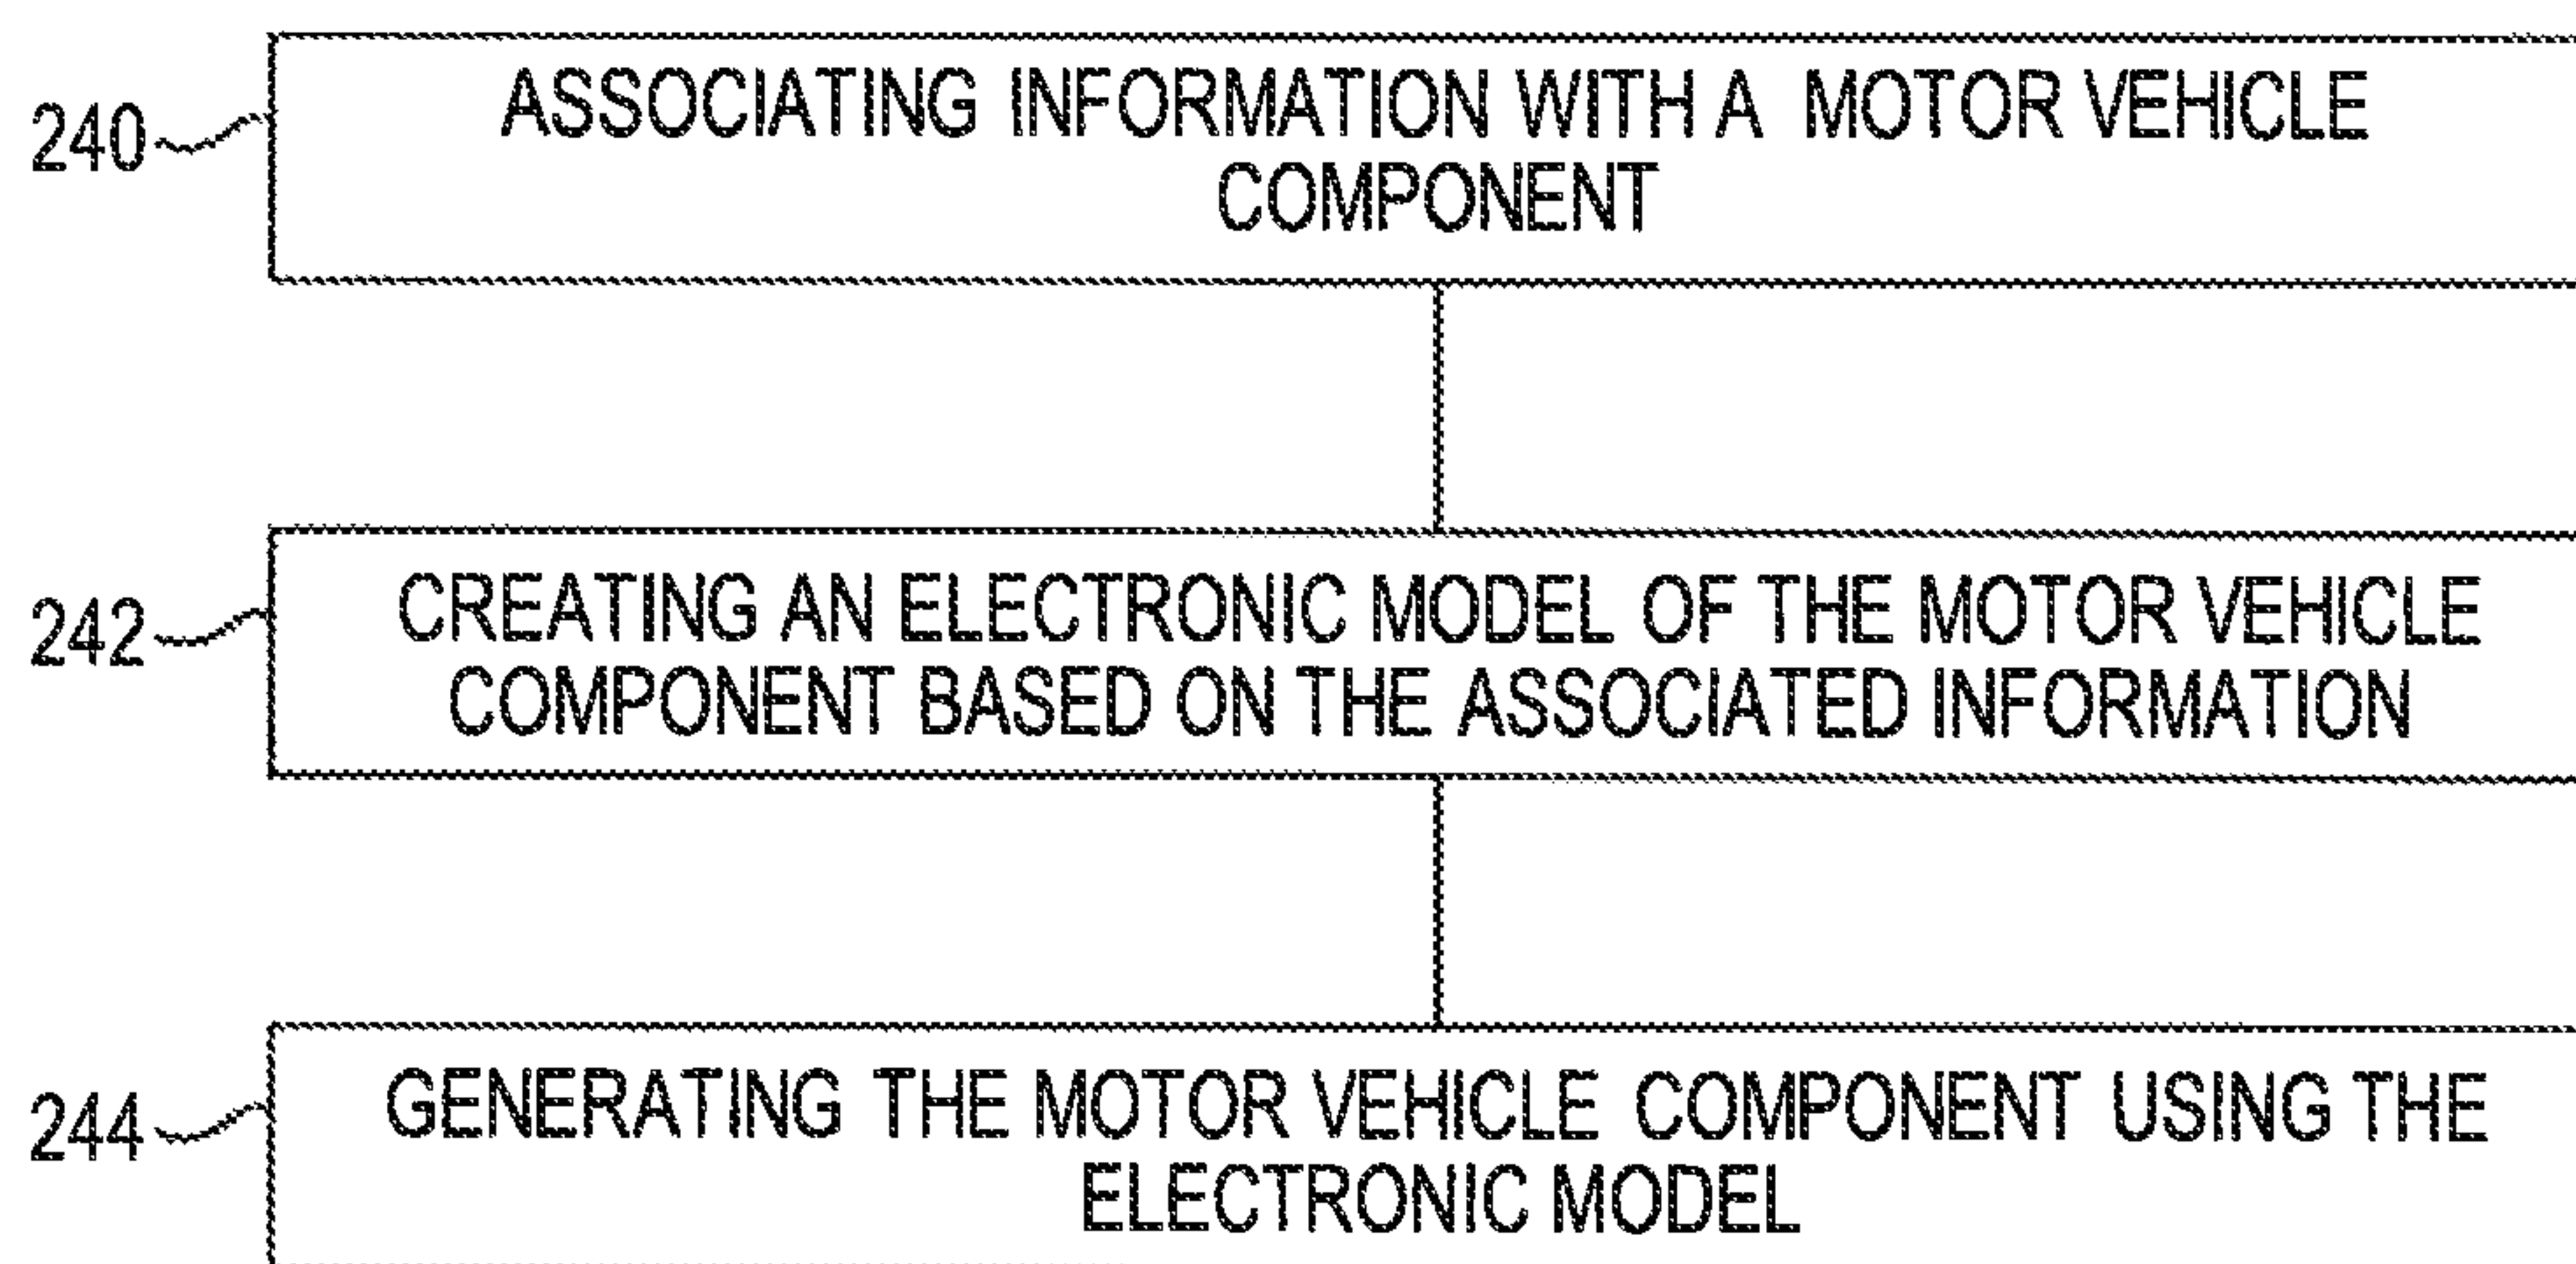 240
ASSOCIATING INFORMATION WITH A MOTOR VEHICLE
COMPONENT
242
CREATING AN ELECTRONIC MODEL OF THE MOTOR VEHICLE
COMPONENT BASED ON THE ASSOCIATED INFORMATION
244
GENERATING THE MOTOR VEHICLE COMPONENT USING THE
ELECTRONIC MODEL